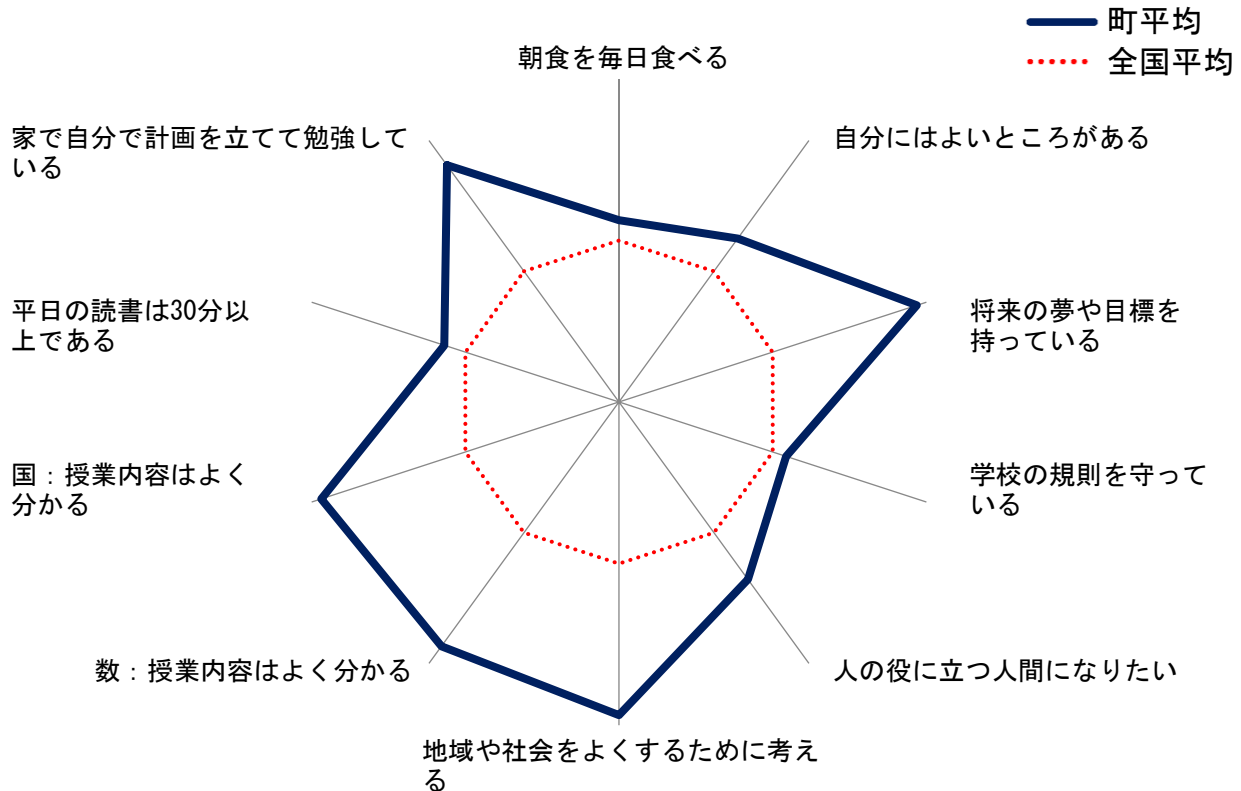 町平均
全国平均
朝食を毎日食べる
自分にはよいところがある
将来の夢や目標を
持っている
学校の規則を守って
いる
人の役に立つ人間になりたい
地域や社会をよくするために考え
る
数：授業内容はよく分かる
国：授業内容はよく
分かる
平日の読書は30分以
上である
家で自分で計画を立てて勉強して
いる